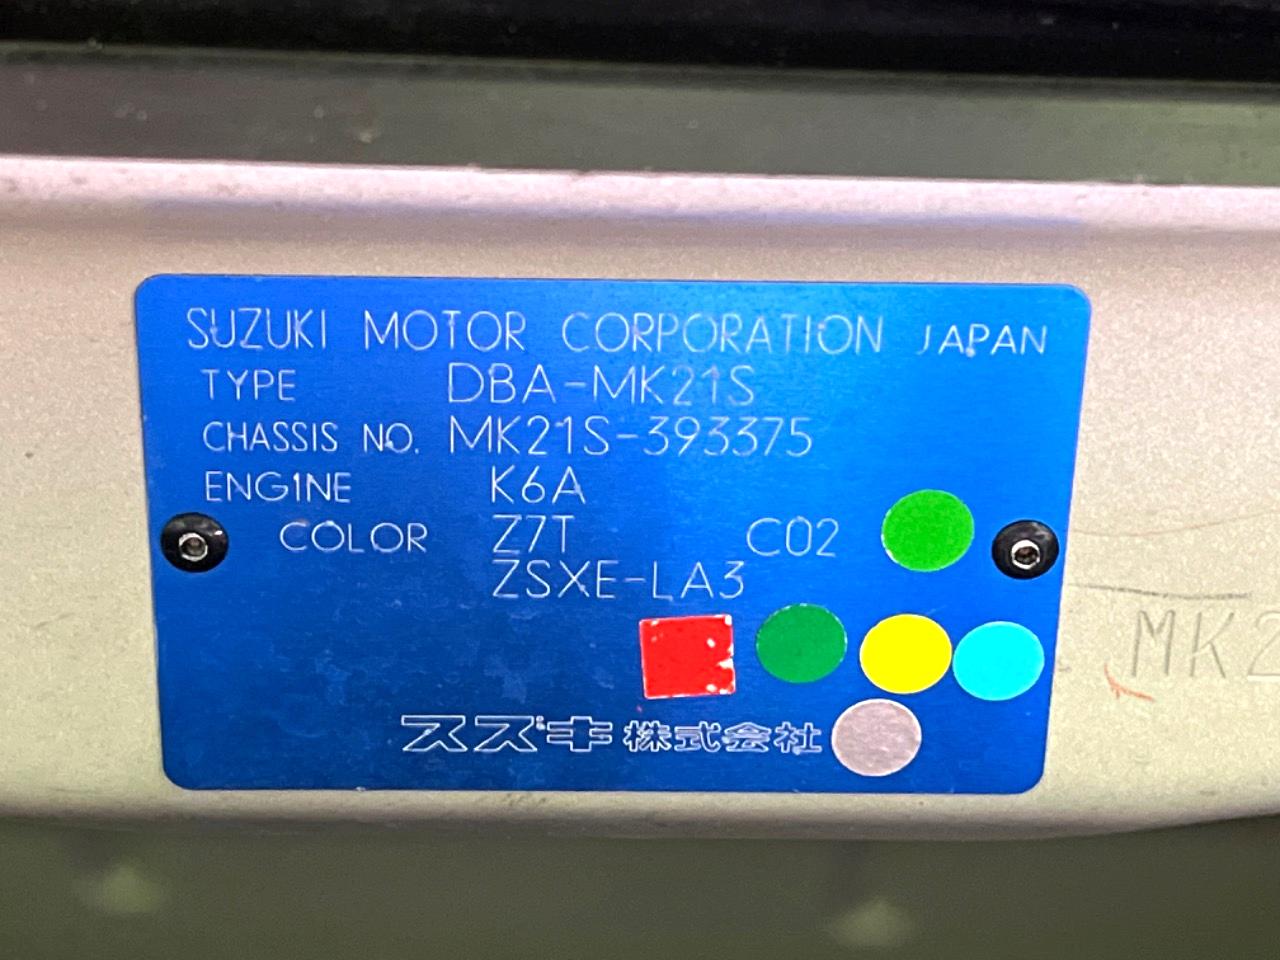 SUZUKI MOTOR CORPORATION JAPAN
TYPE DBA-MK21S
CHASSIS NO. MK21S-393375
ENGINE K6A
COLOR Z7T C02
ZSXE-LA3
スズキ株式会社
MK2